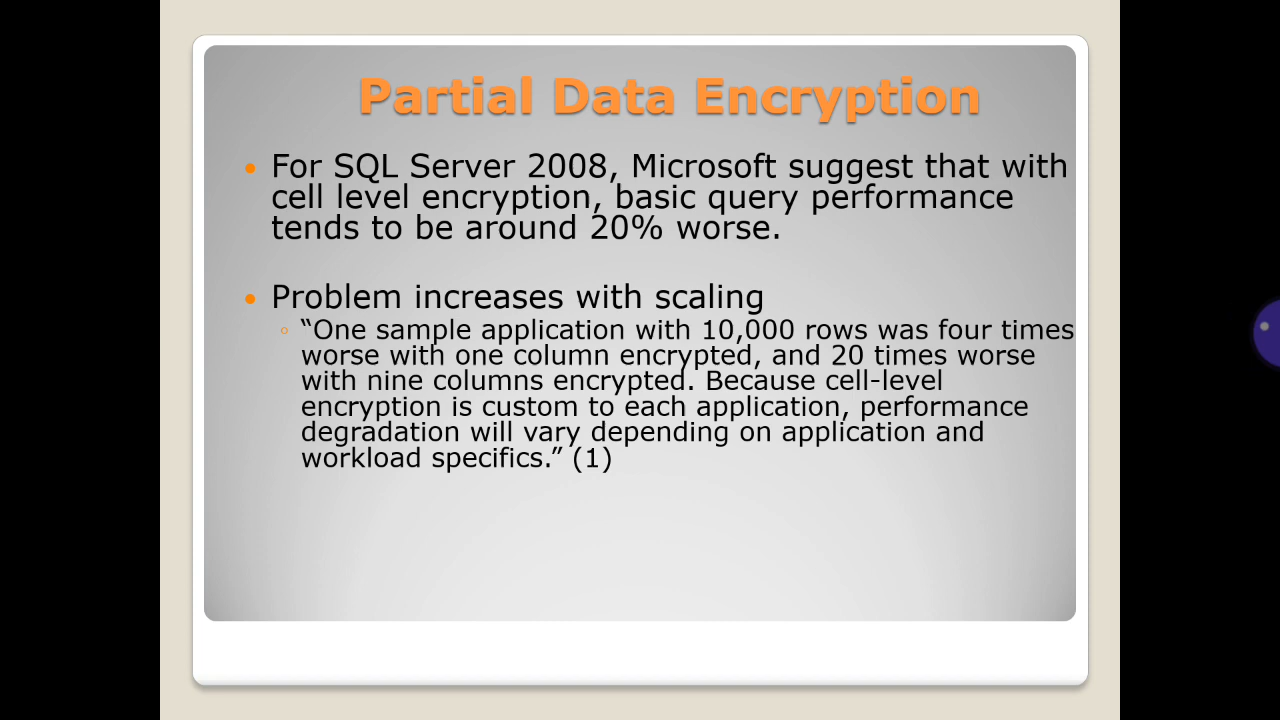 Partial Data Encryption
For SQL Server 2008, Microsoft suggest that with
cell level encryption, basic query performance
tends to be around 20% worse.
Problem increases with scaling
“One sample application with 10,000 rows was four times
worse with one column encrypted, and 20 times worse
with nine columns encrypted. Because cell-level
encryption is custom to each application, performance
degradation will vary depending on application and
workload specifics.” (1)